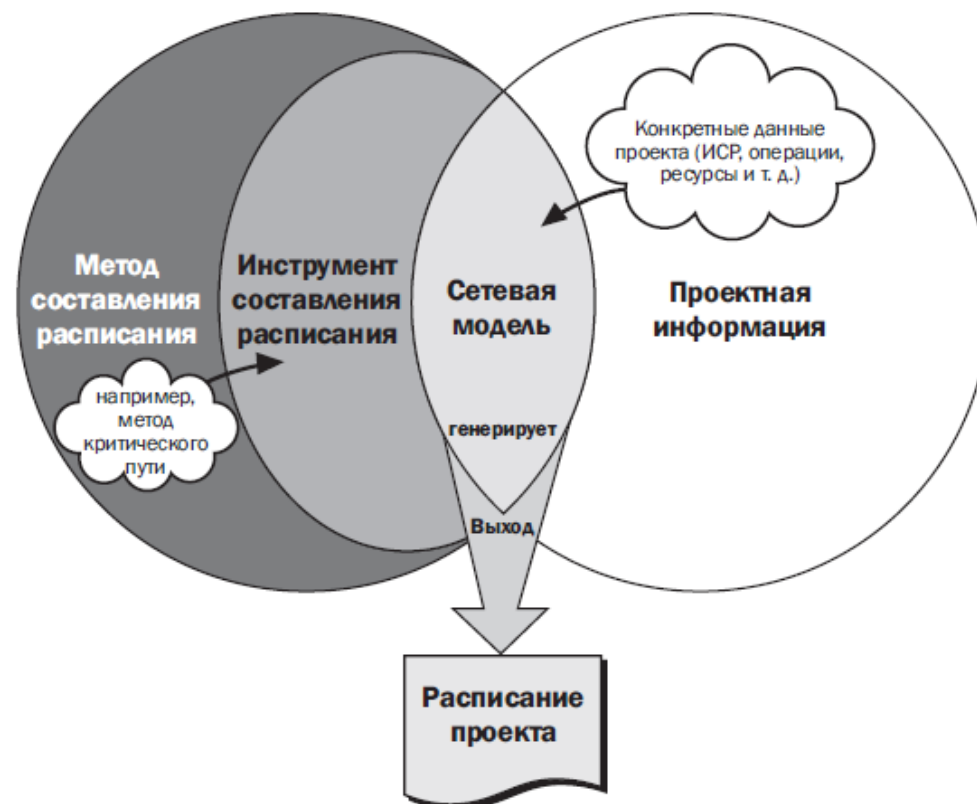 Конкретные данные
проекта (ИСР, операции,
ресурсы и т. д.)
Метод
составления
расписания
Инструмент
составления
расписания
Сетевая
модель
Проектная
информация
например,
метод
критического
пути
генерирует
Выход
Расписание
проекта